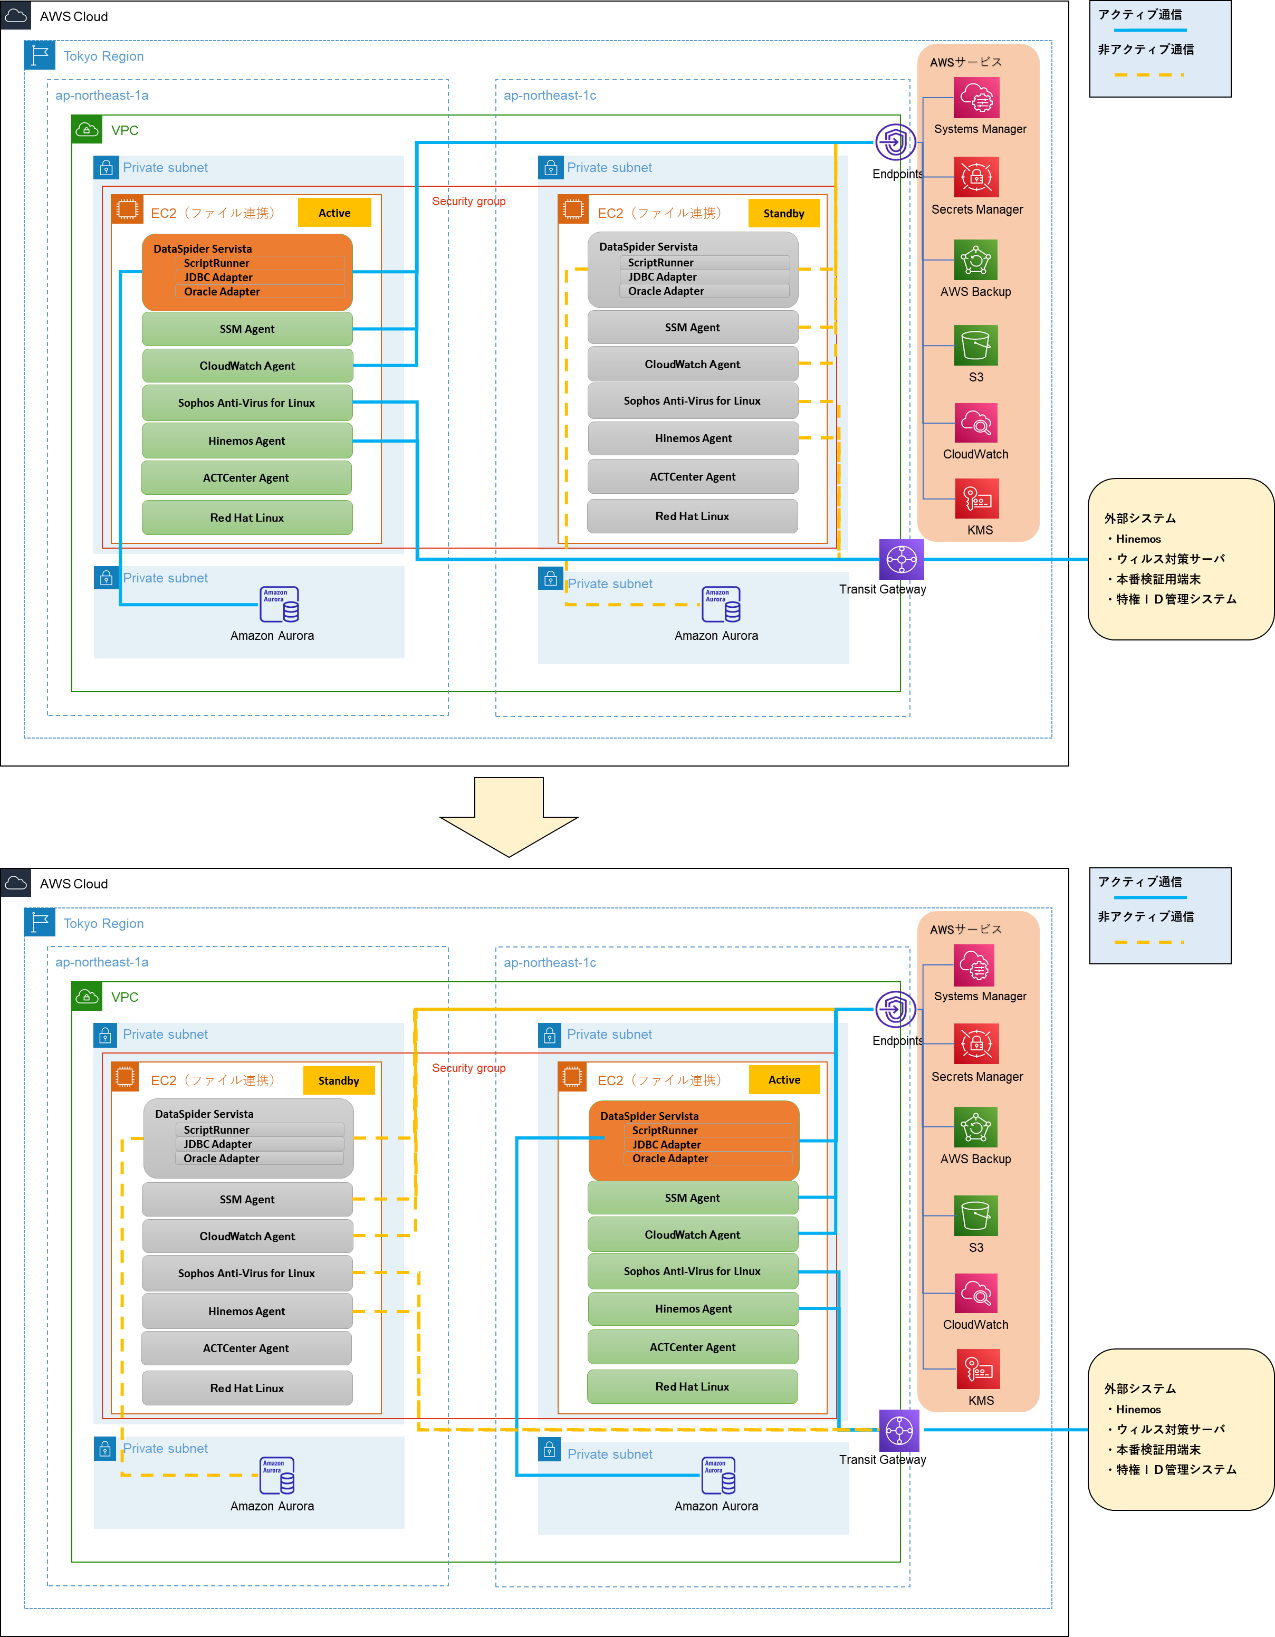 AWS Cloud
アクティブ通信
非アクティブ通信
Tokyo Region
AWSサービス
ap-northeast-1a
ap-northeast-1c
Systems Manager
VPC
Endpoints
Private subnet
Private subnet
Secrets Manager
Security group
EC2（ファイル連携）
Active
EC2（ファイル連携）
Standby
DataSpider Servista
ScriptRunner
JDBC Adapter
Oracle Adapter
DataSpider Servista
ScriptRunner
JDBC Adapter
Oracle Adapter
AWS Backup
SSM Agent
SSM Agent
CloudWatch Agent
CloudWatch Agent
S3
Sophos Anti-Virus for Linux
Sophos Anti-Virus for Linux
Hinemos Agent
HInemos Agent
CloudWatch
ACTCenter Agent
ACTCenter Agent
Red Hat Linux
Red Hat Linux
KMS
外部システム
・Hinemos
・ウィルス対策サーバ
・本番検証用端末
・特権ＩＤ管理システム
Private subnet
Private subnet
Transit Gateway
Amazon
Aurora
Amazon Aurora
Amazon
Aurora
Amazon Aurora
AWS Cloud
アクティブ通信
非アクティブ通信
Tokyo Region
AWSサービス
ap-northeast-1a
ap-northeast-1c
Systems Manager
VPC
Endpoints
Private subnet
Private subnet
Secrets Manager
Security group
EC2（ファイル連携）
Standby
EC2（ファイル連携）
Active
DataSpider Servista
ScriptRunner
JDBC Adapter
Oracle Adapter
DataSpider Servista
ScriptRunner
JDBC Adapter
Oracle Adapter
AWS Backup
SSM Agent
SSM Agent
CloudWatch Agent
CloudWatch Agent
S3
Sophos Anti-Virus for Linux
Sophos Anti-Virus for Linux
Hinemos Agent
Hinemos Agent
CloudWatch
ACTCenter Agent
ACTCenter Agent
Red Hat Linux
Red Hat Linux
KMS
外部システム
・Hinemos
・ウィルス対策サーバ
・本番検証用端末
・特権ＩＤ管理システム
Private subnet
Private subnet
Transit Gateway
Amazon
Aurora
Amazon Aurora
Amazon
Aurora
Amazon Aurora